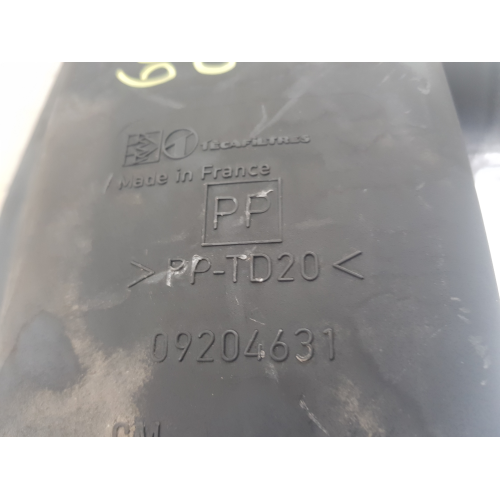 TECAFILTRES
Made in France
PP
> PP-TD20 <
09204631